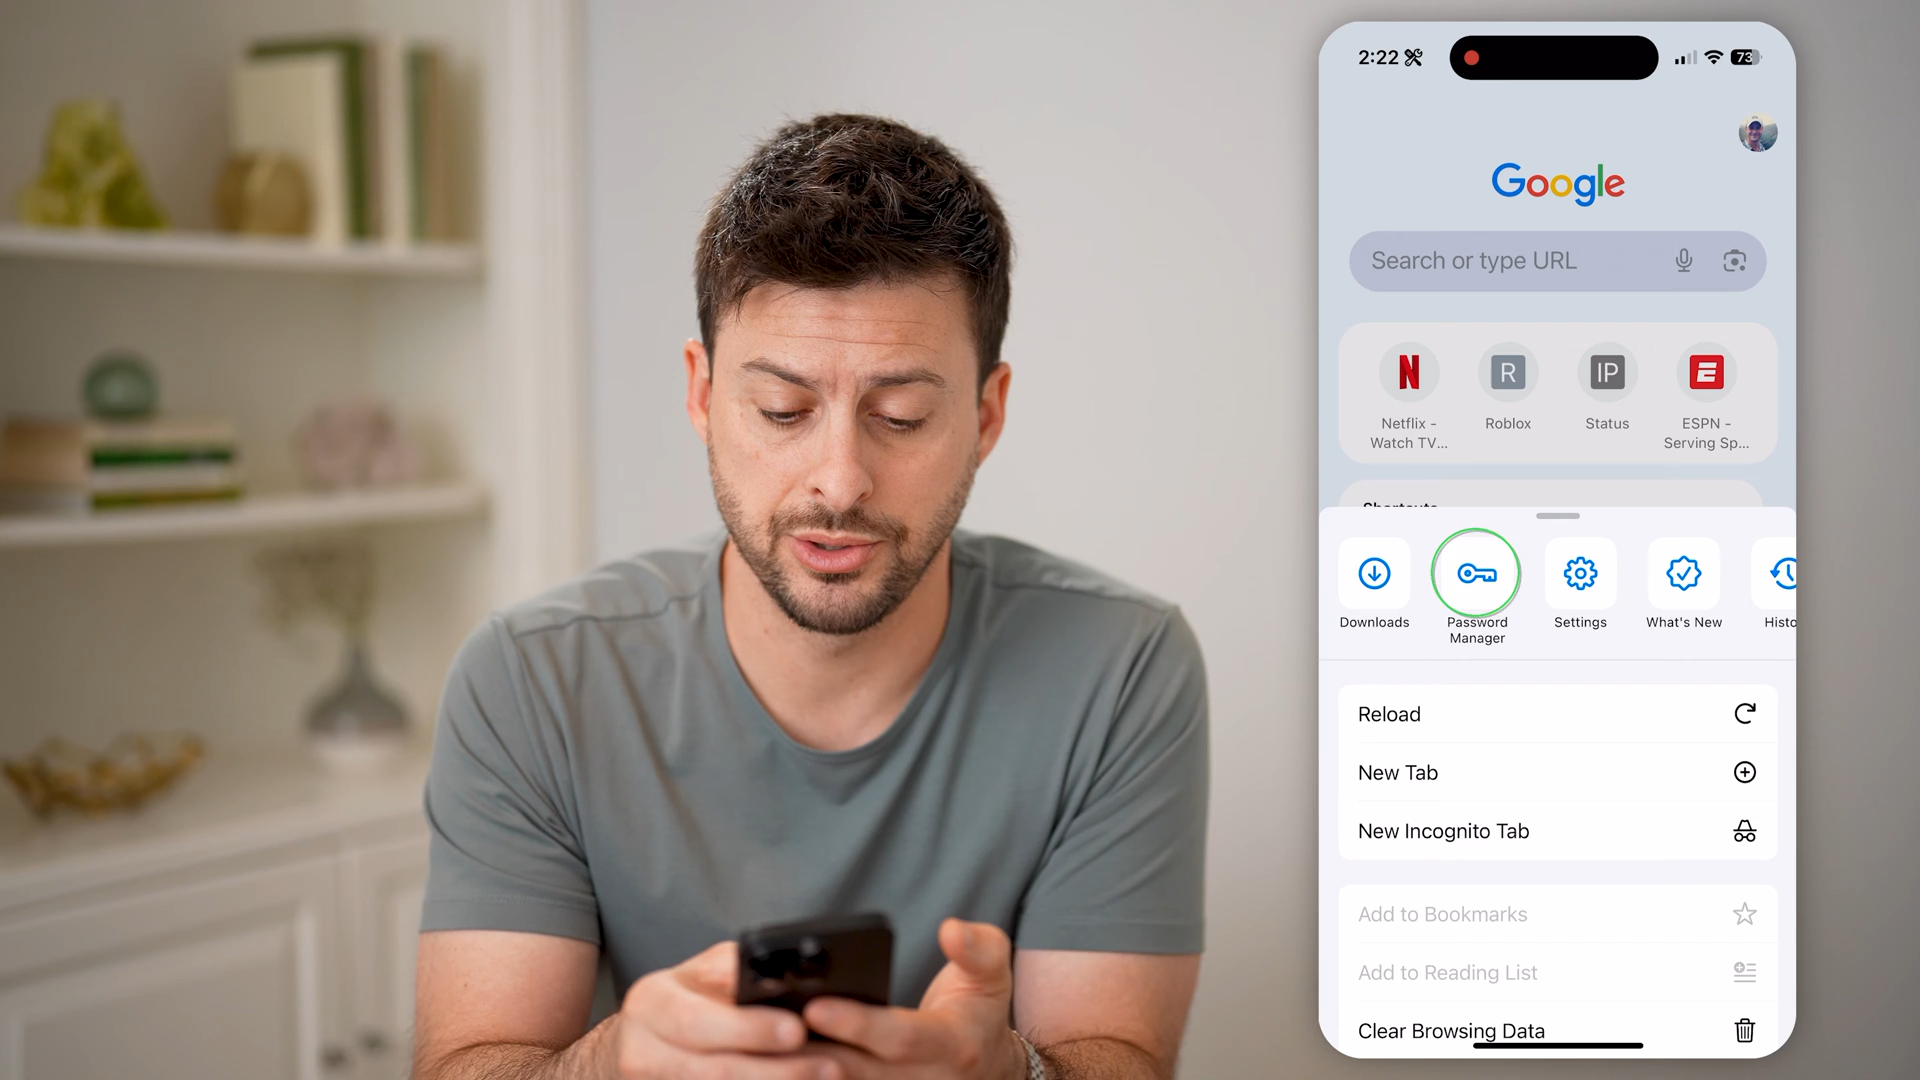 2:22
73
Google
Search or type URL
N
R
IP
E
Netflix -
Watch TV...
Roblox
Status
ESPN -
Serving Sp...
Shortcuts
Downloads
Password
Manager
Settings
What's New
Histo
Reload
New Tab
New Incognito Tab
Add to Bookmarks
Add to Reading List
Clear Browsing Data